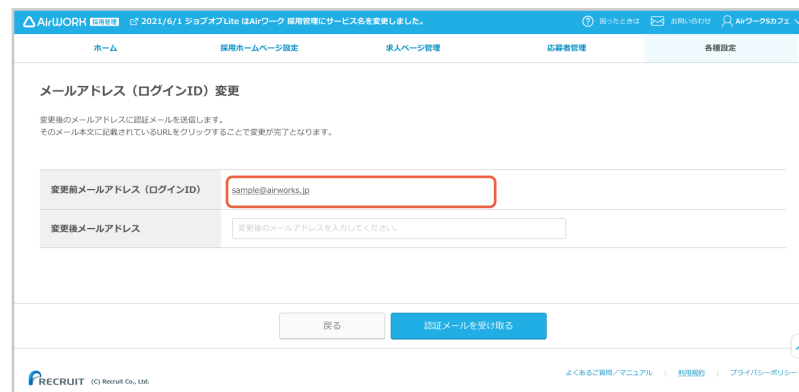 AirWORK 採用管理 2021/6/1 ジョブオプLite はAirワーク 採用管理にサービス名を変更しました。 困ったときは お問い合わせ AirワークSカフェ
ホーム 採用ホームページ設定 求人ページ管理 応募者管理 各種設定
メールアドレス（ログインID）変更
変更後のメールアドレスに認証メールを送信します。
そのメール本文に記載されているURLをクリックすることで変更が完了となります。
変更前メールアドレス（ログインID） sample@airworks.jp
変更後メールアドレス 変更後のメールアドレスを入力してください。
戻る 認証メールを受け取る
よくあるご質問／マニュアル | 利用規約 | プライバシーポリシー
RECRUIT (C) Recruit Co., Ltd.